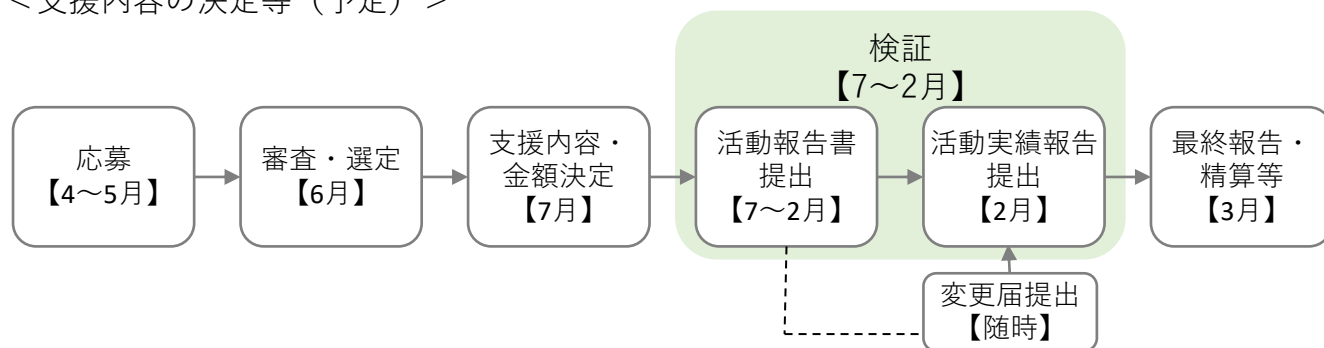 ＜支援内容の決定等（予定）＞
検証
【7～2月】
応募
【4～5月】
審査・選定
【6月】
支援内容・
金額決定
【7月】
活動報告書
提出
【7～2月】
活動実績報告
提出
【2月】
最終報告・
精算等
【3月】
変更届提出
【随時】